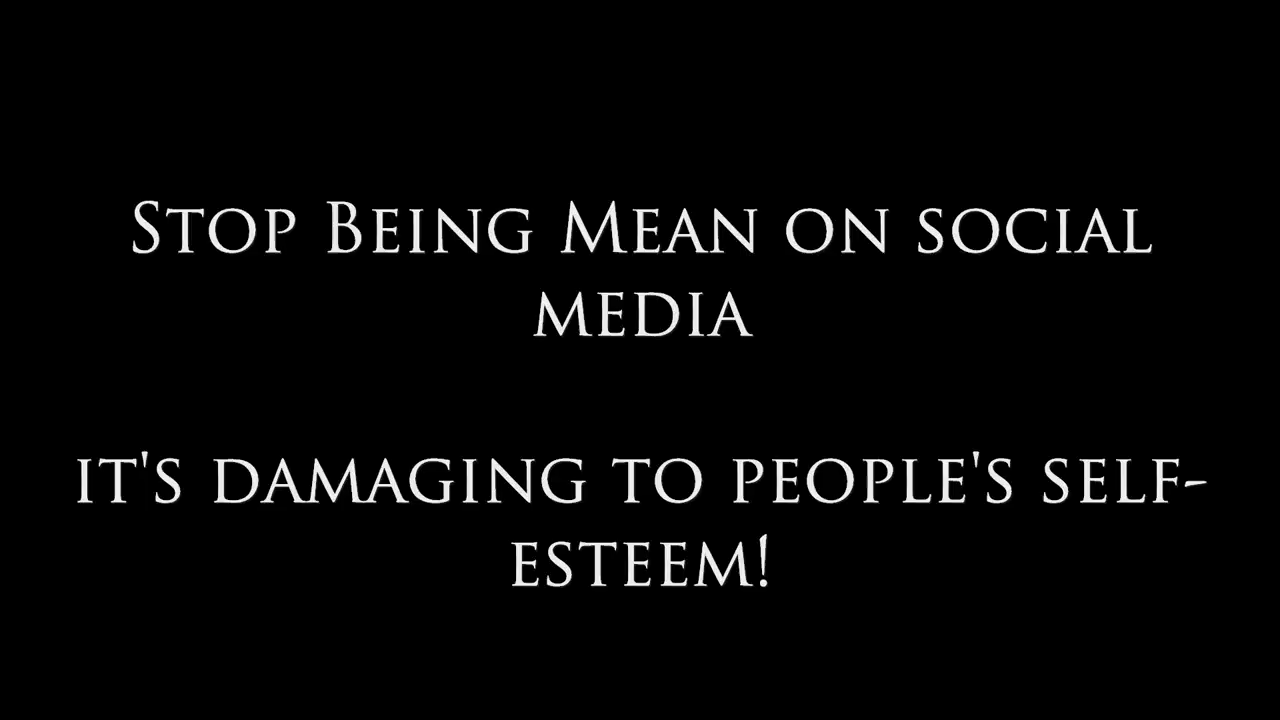 Stop Being Mean on social
media
it's damaging to people's self-
esteem!